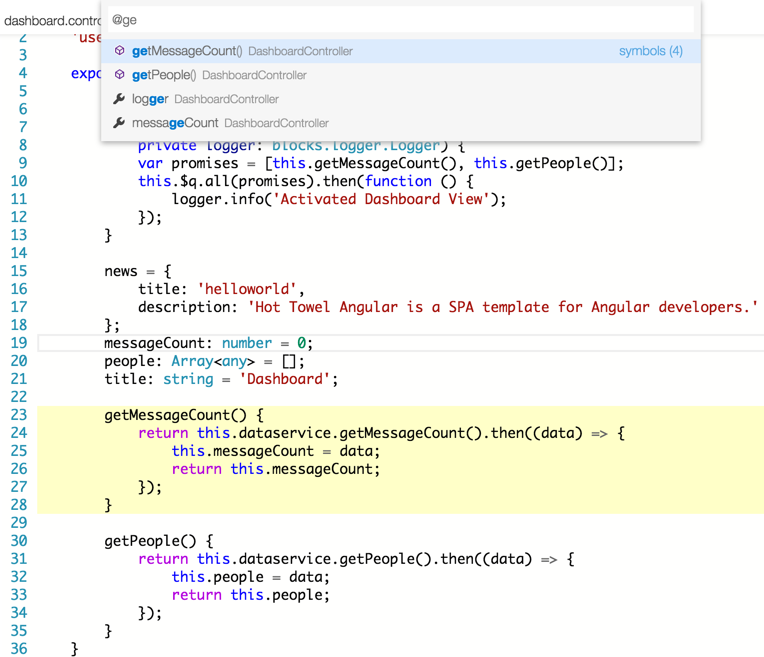 dashboard.contro
@ge
getMessageCount() DashboardController symbols (4)
getPeople() DashboardController
logger DashboardController
messageCount DashboardController
2 'use
3
4 expo
5
6
7
8 private logger: blocks.logger.Logger) {
9 var promises = [this.getMessageCount(), this.getPeople()];
10 this.$q.all(promises).then(function () {
11 logger.info('Activated Dashboard View');
12 });
13 }
14
15 news = {
16 title: 'helloworld',
17 description: 'Hot Towel Angular is a SPA template for Angular developers.'
18 };
19 messageCount: number = 0;
20 people: Array<any> = [];
21 title: string = 'Dashboard';
22
23 getMessageCount() {
24 return this.dataservice.getMessageCount().then((data) => {
25 this.messageCount = data;
26 return this.messageCount;
27 });
28 }
29
30 getPeople() {
31 return this.dataservice.getPeople().then((data) => {
32 this.people = data;
33 return this.people;
34 });
35 }
36 }